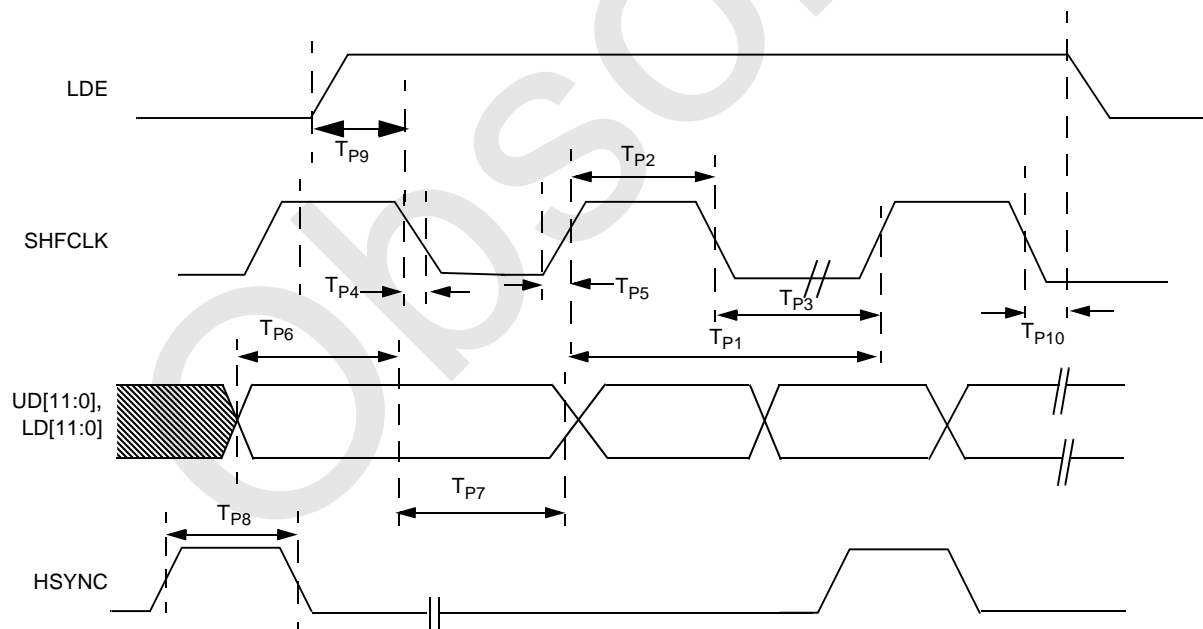 LDE
TP9
TP2
SHFCLK
TP4
TP5
TP3
TP10
TP6
TP1
UD[11:0],
LD[11:0]
TP7
TP8
HSYNC
Obso